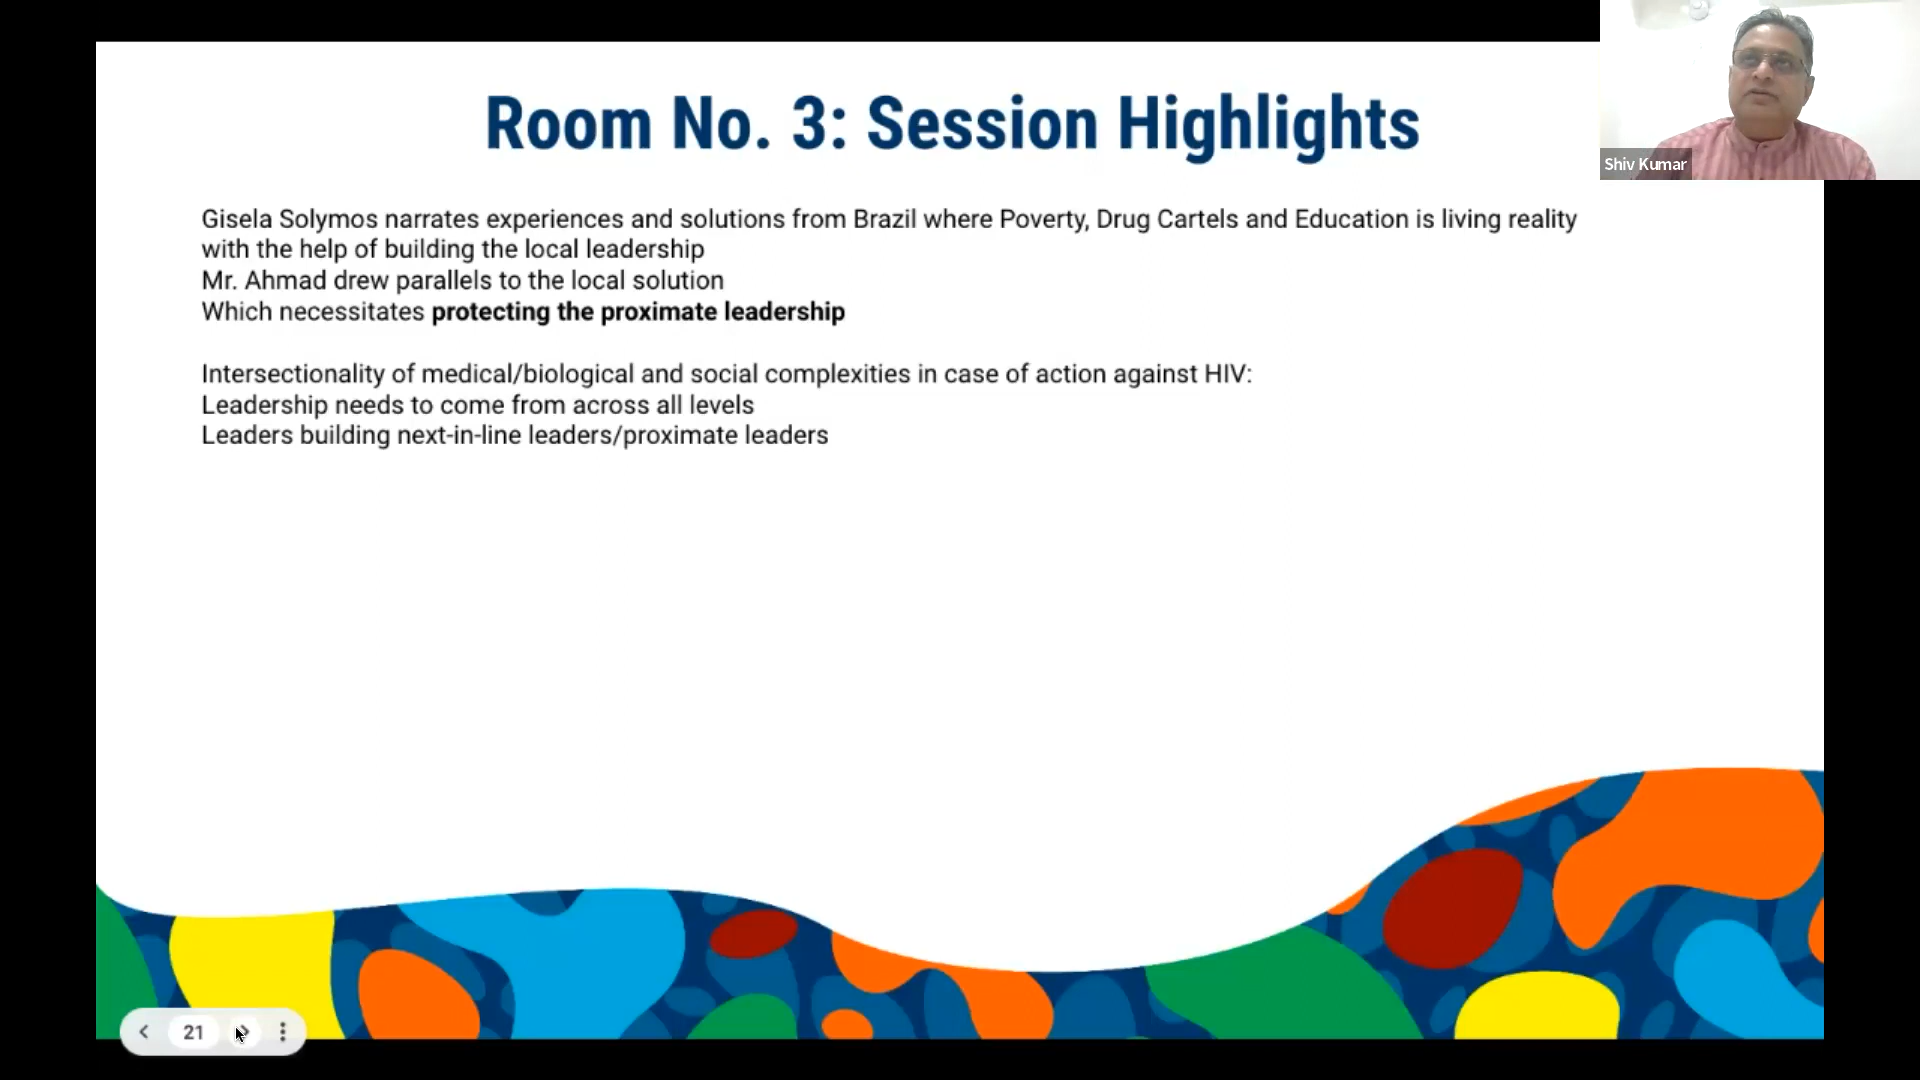 Room No. 3: Session Highlights
Shiv Kumar
Gisela Solymos narrates experiences and solutions from Brazil where Poverty, Drug Cartels and Education is living reality
with the help of building the local leadership
Mr. Ahmad drew parallels to the local solution
Which necessitates protecting the proximate leadership
Intersectionality of medical/biological and social complexities in case of action against HIV:
Leadership needs to come from across all levels
Leaders building next-in-line leaders/proximate leaders
21